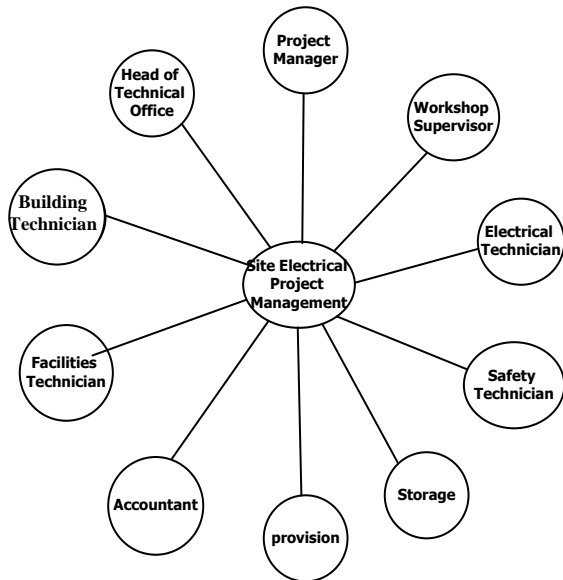 Project
Manager
Head of
Technical
Office
Workshop
Supervisor
Building
Technician
Electrical
Technician
Site Electrical
Project
Management
Facilities
Technician
Safety
Technician
Accountant
Storage
provision